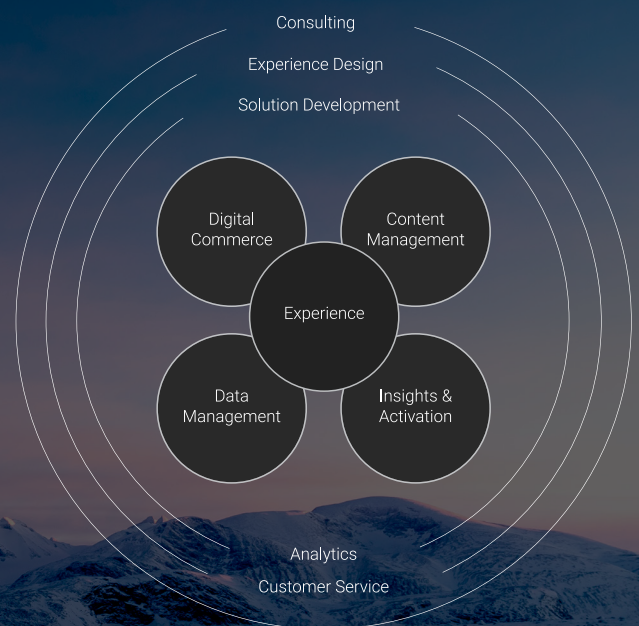 Consulting
Experience Design
Solution Development
Digital
Commerce
Content
Management
Experience
Data
Management
Insights &
Activation
Analytics
Customer Service